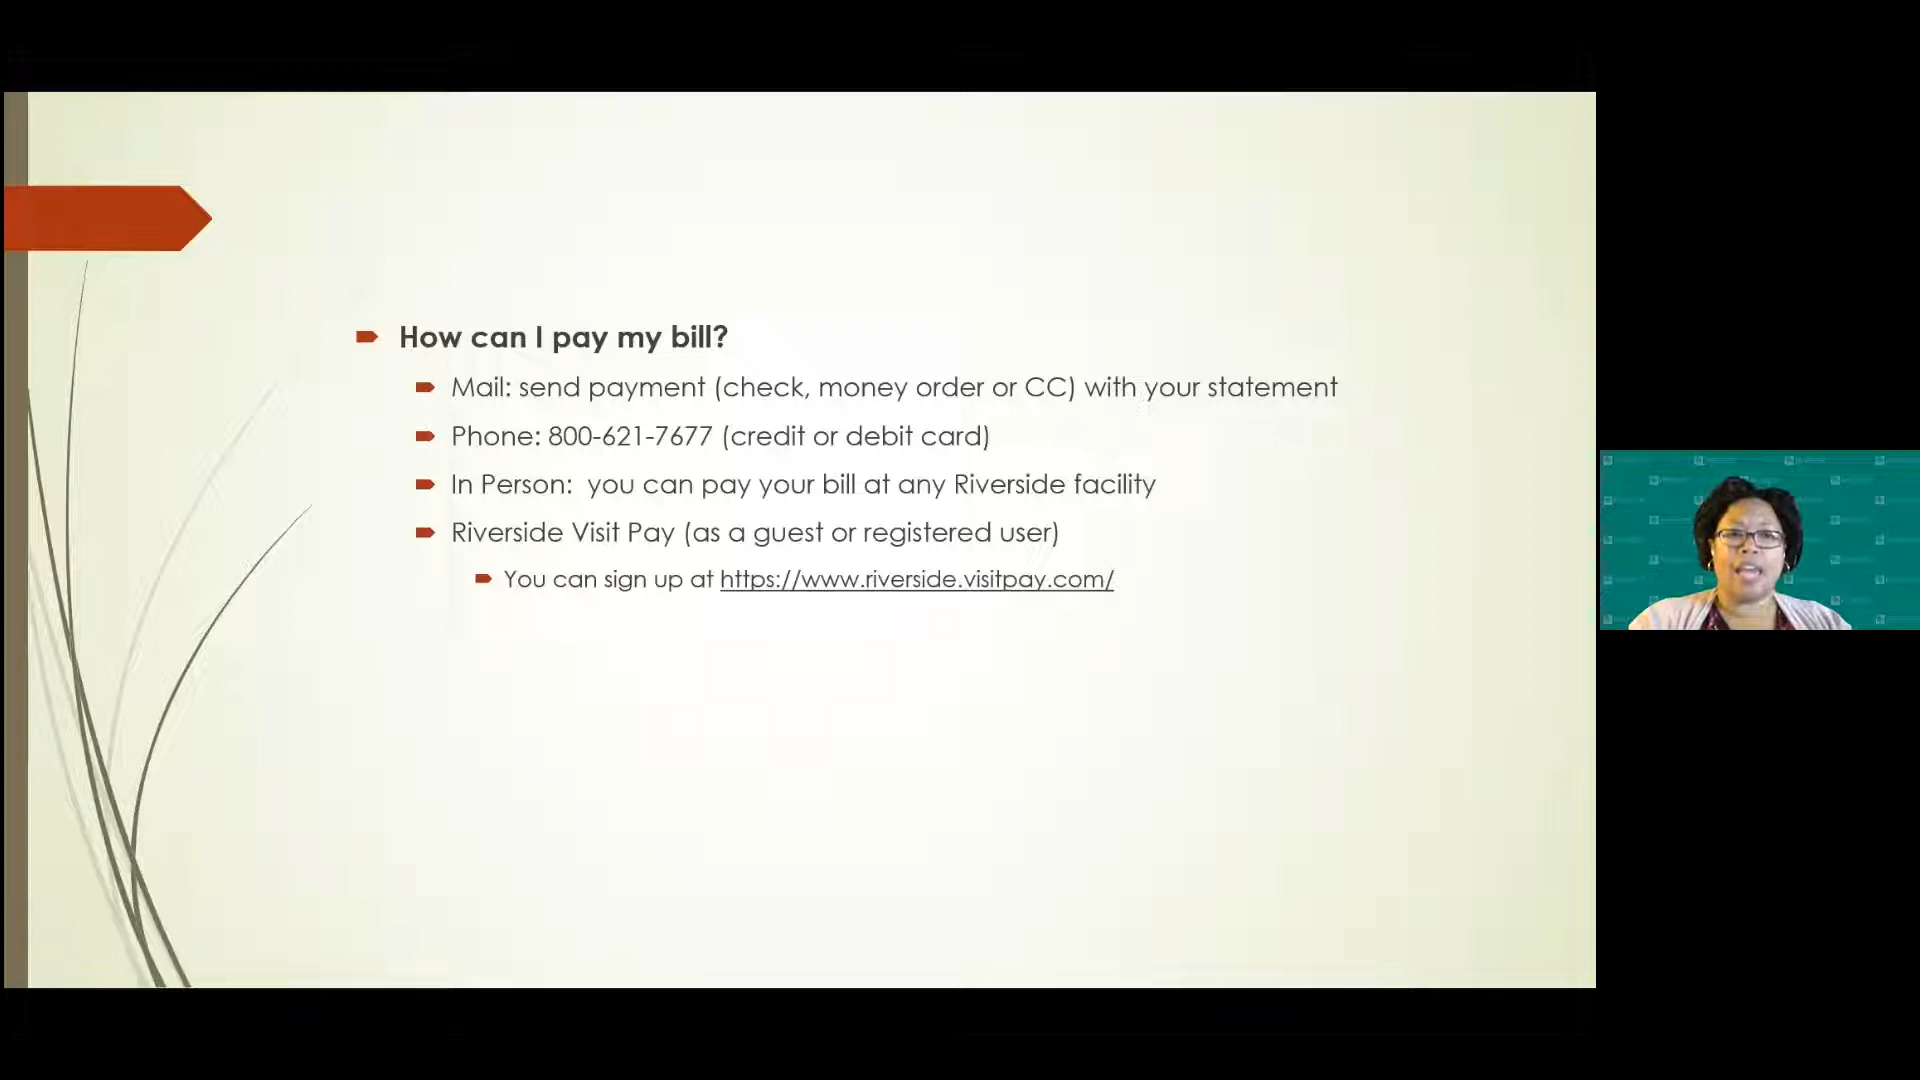 How can I pay my bill?
Mail: send payment (check, money order or CC) with your statement
Phone: 800-621-7677 (credit or debit card)
In Person:  you can pay your bill at any Riverside facility
Riverside Visit Pay (as a guest or registered user)
You can sign up at https://www.riverside.visitpay.com/